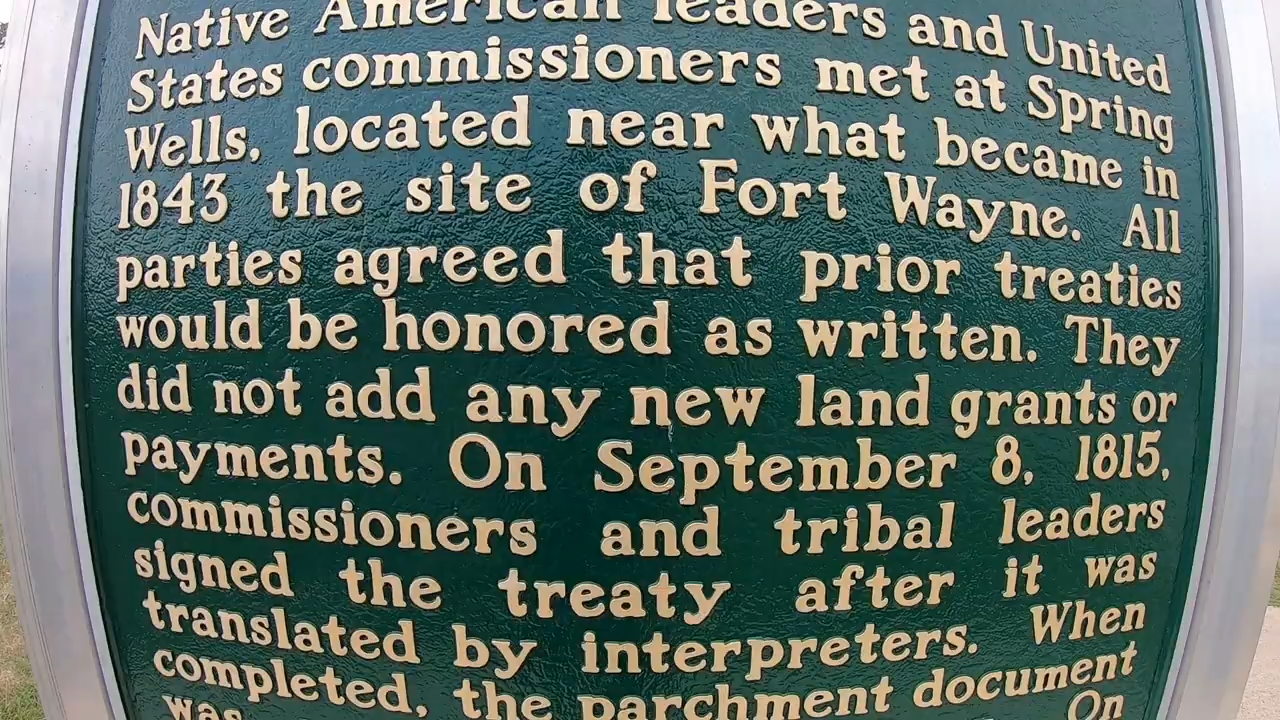 Native American leaders and United
States commissioners met at Spring
Wells, located near what became in
1843 the site of Fort Wayne. All
parties agreed that prior treaties
would be honored as written. They
did not add any new land grants or
payments. On September 8, 1815,
commissioners and tribal leaders
signed the treaty after it was
translated by interpreters. When
completed, the parchment document
was On